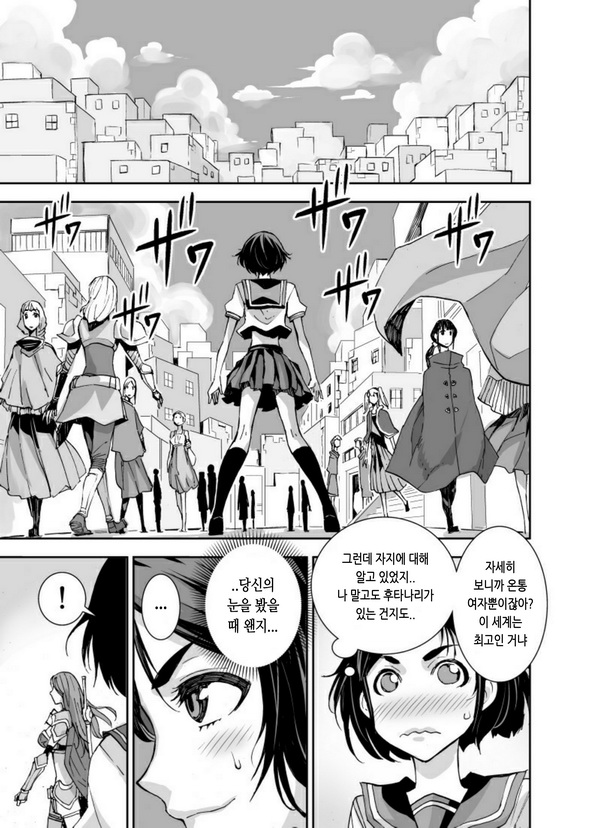 ザワ
ザワ
ザワ
ザワ
ザワ
자세히
보니까 온통
여자뿐이잖아?
이 세계는
최고인 거냐
그런데 자지에 대해
알고 있었지..
나 말고도 후타나리가
있는 건지도..
..당신의
눈을 봤을
때 왠지...
...
!